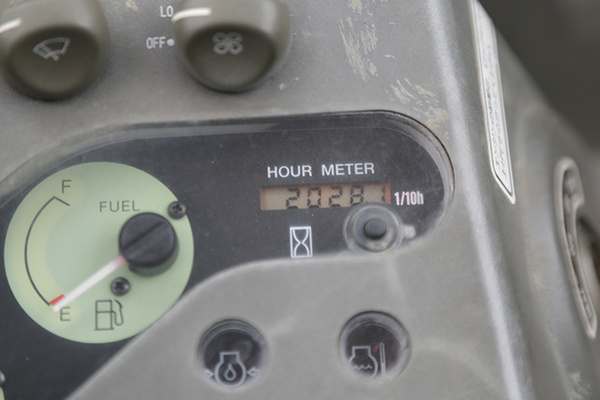 LO
OFF
HOUR METER
2028
1/10h
F
FUEL
E